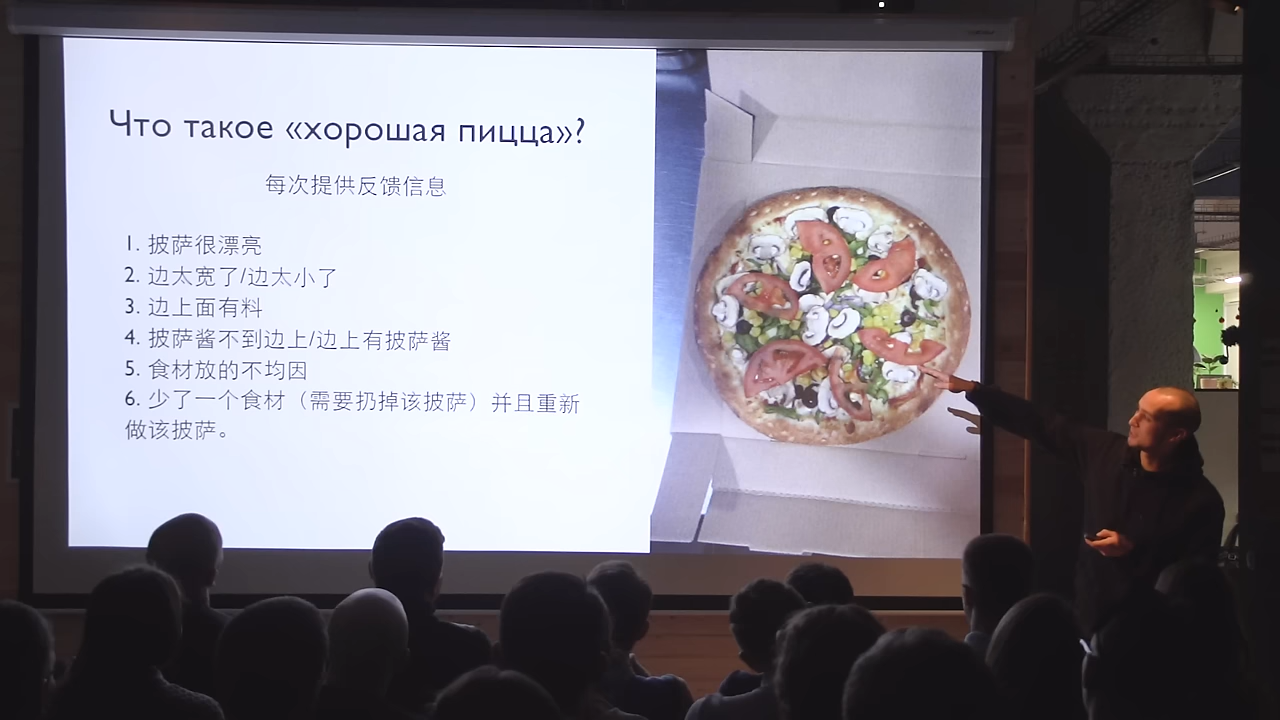 Что такое «хорошая пицца»?
每次提供反馈信息
1. 披萨很漂亮
2. 边太宽了/边太小了
3. 边上面有料
4. 披萨酱不到边上/边上有披萨酱
5. 食材放的不均因
6. 少了一个食材（需要扔掉该披萨）并且重新
做该披萨。